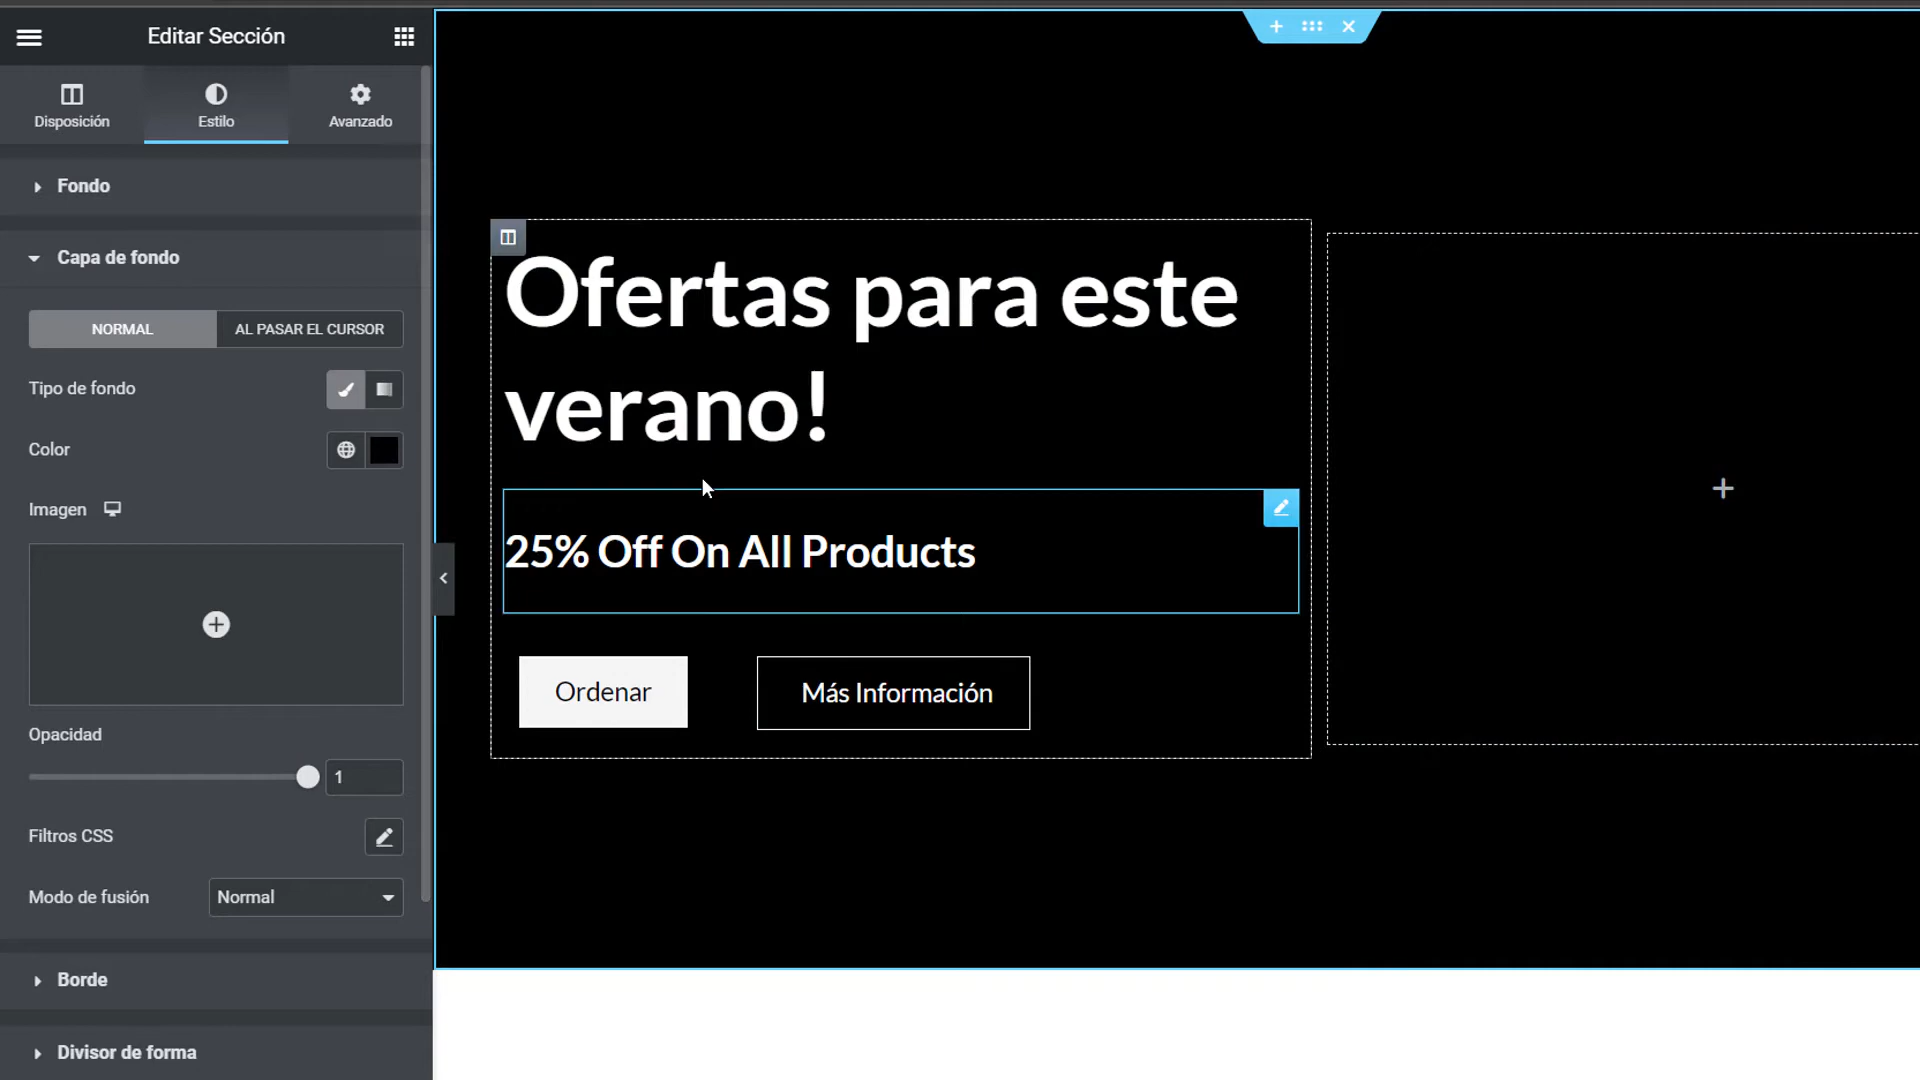 Editar Sección
Disposición
Estilo
Avanzado
Fondo
Capa de fondo
NORMAL
AL PASAR EL CURSOR
Tipo de fondo
Color
Imagen
Opacidad
1
Filtros CSS
Modo de fusión
Normal
Borde
Divisor de forma
Ofertas para este
verano!
25% Off On All Products
Ordenar
Más Información